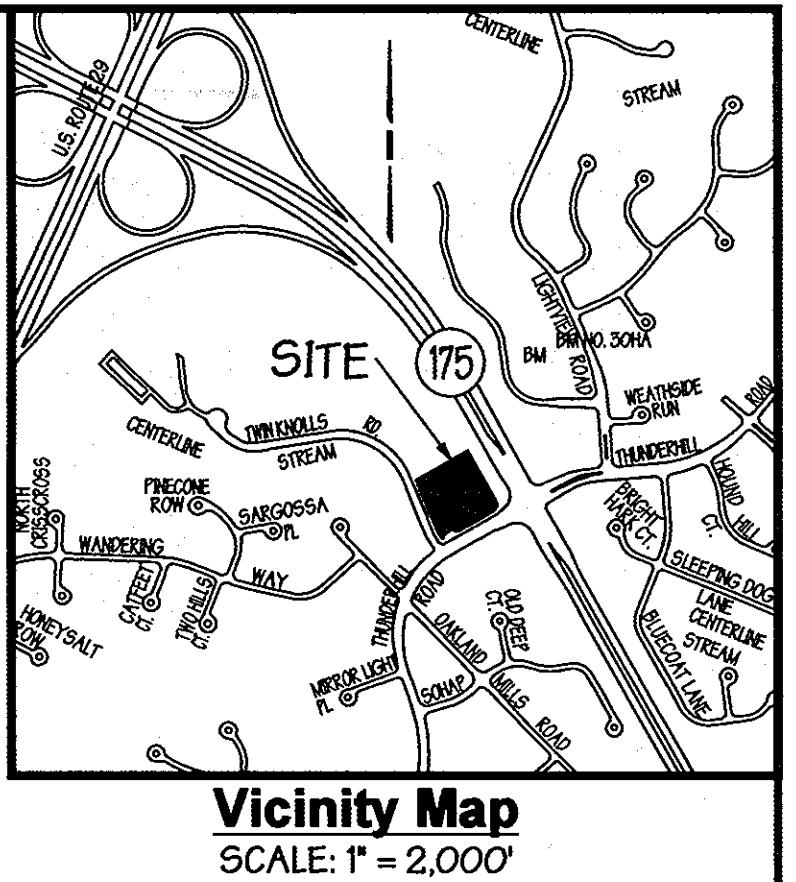 CENTERLINE
STREAM
U.S. ROUTE 29
LIGHTVIEW ROAD
BM NO. 30HA
BM
SITE
175
WEATHSIDE
RUN
ROAD
THUNDERHILL
TWIN KNOLLS
RD
CENTERLINE
STREAM
PINECONE
ROW
SARGOSSA
PL
NORTH
CRISSCROSS
WANDERING
WAY
CATFEET
CT.
TWO HILLS
CT.
HONEYSALT
ROW
THUNDERHILL
ROAD
BRIGHT
HARK CT.
HOUND
HILL
CT.
SLEEPING DOG
LANE
CENTERLINE
STREAM
BLUECOAT LANE
OLD DEEP
CT.
OAKLAND
MILLS
ROAD
MIRROR LIGHT
PL
SOHAP
Vicinity Map
SCALE: 1" = 2,000'